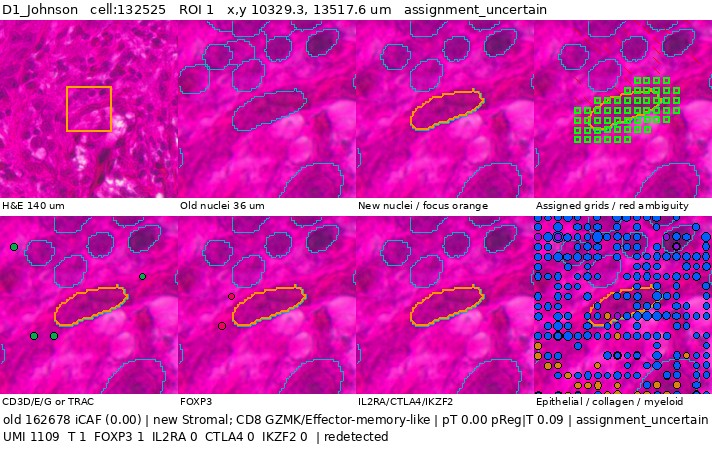 D1_Johnson cell:132525 ROI 1 x,y 10329.3, 13517.6 um assignment_uncertain
H&E 140 um
Old nuclei 36 um
New nuclei / focus orange
Assigned grids / red ambiguity
CD3D/E/G or TRAC
FOXP3
IL2RA/CTLA4/IKZF2
Epithelial / collagen / myeloid
old 162678 iCAF (0.00) | new Stromal; CD8 GZMK/Effector-memory-like | pT 0.00 pReg|T 0.09 | assignment_uncertain
UMI 1109 T 1 FOXP3 1 IL2RA 0 CTLA4 0 IKZF2 0 | redetected